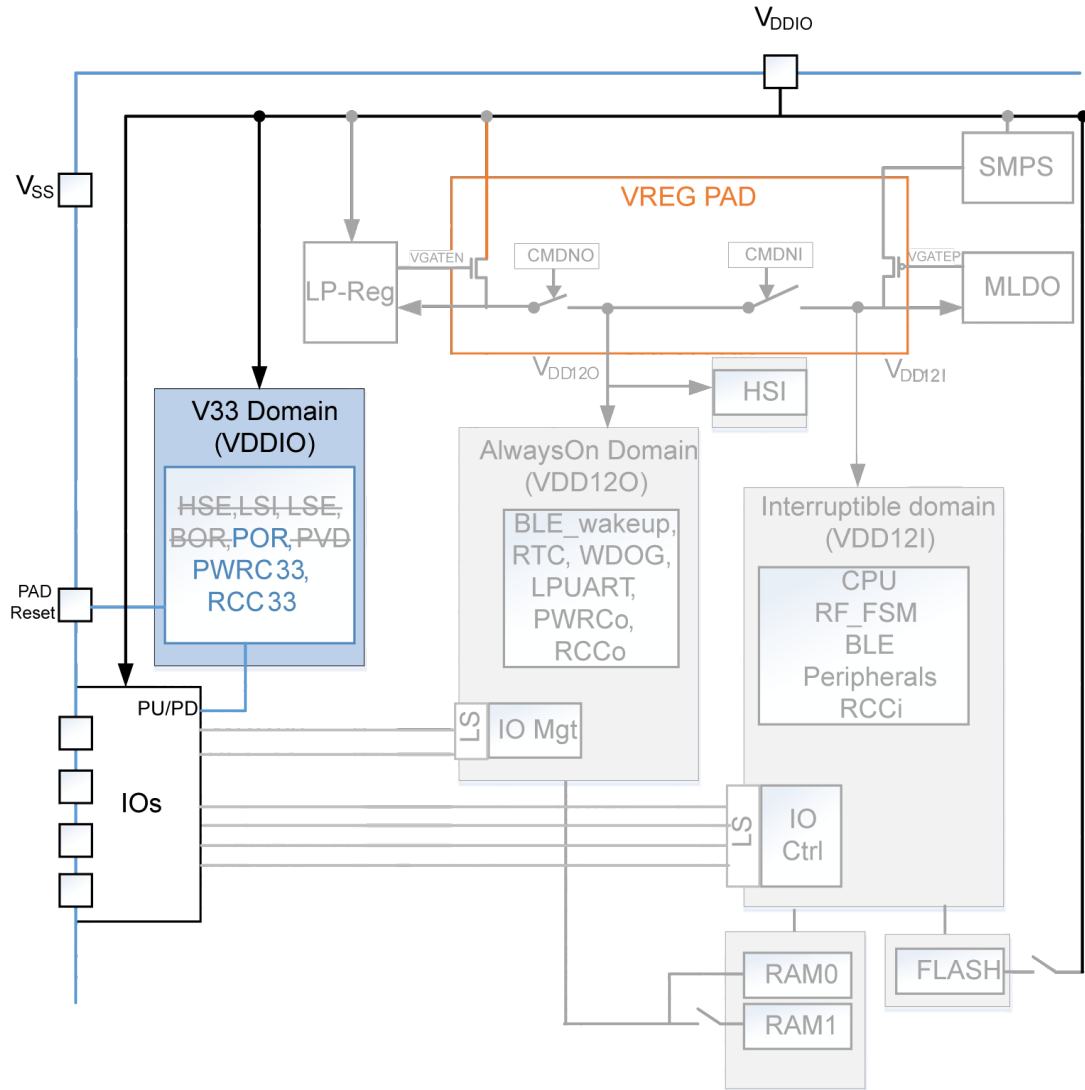 VDDIO
VSS
SMPS
VREG PAD
VGATEN
CMDNO
CMDNI
VGATEP
LP-Reg
MLDO
VDD12O
VDD12I
HSI
V33 Domain
(VDDIO)
HSE,LSI, LSE,
BOR,POR, PVD
PWRC33,
RCC33
AlwaysOn Domain
(VDD12O)
BLE_wakeup,
RTC, WDOG,
LPUART,
PWRCo,
RCCo
Interruptible domain
(VDD12I)
CPU
RF_FSM
BLE
Peripherals
RCCi
PAD
Reset
PU/PD
IOs
LS
IO Mgt
LS
IO
Ctrl
RAM0
RAM1
FLASH